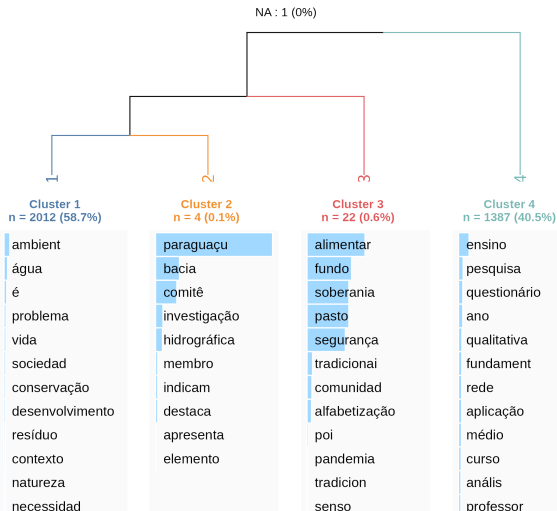 NA : 1 (0%)
1
2
3
4
Cluster 1
n = 2012 (58.7%)
ambient
água
é
problema
vida
sociedad
conservação
desenvolvimento
resíduo
contexto
natureza
necessidad
Cluster 2
n = 4 (0.1%)
paraguaçu
bacia
comitê
investigação
hidrográfica
membro
indicam
destaca
apresenta
elemento
Cluster 3
n = 22 (0.6%)
alimentar
fundo
soberania
pasto
segurança
tradicionai
comunidad
alfabetização
poi
pandemia
tradicion
senso
Cluster 4
n = 1387 (40.5%)
ensino
pesquisa
questionário
ano
qualitativa
fundament
rede
aplicação
médio
curso
anális
professor